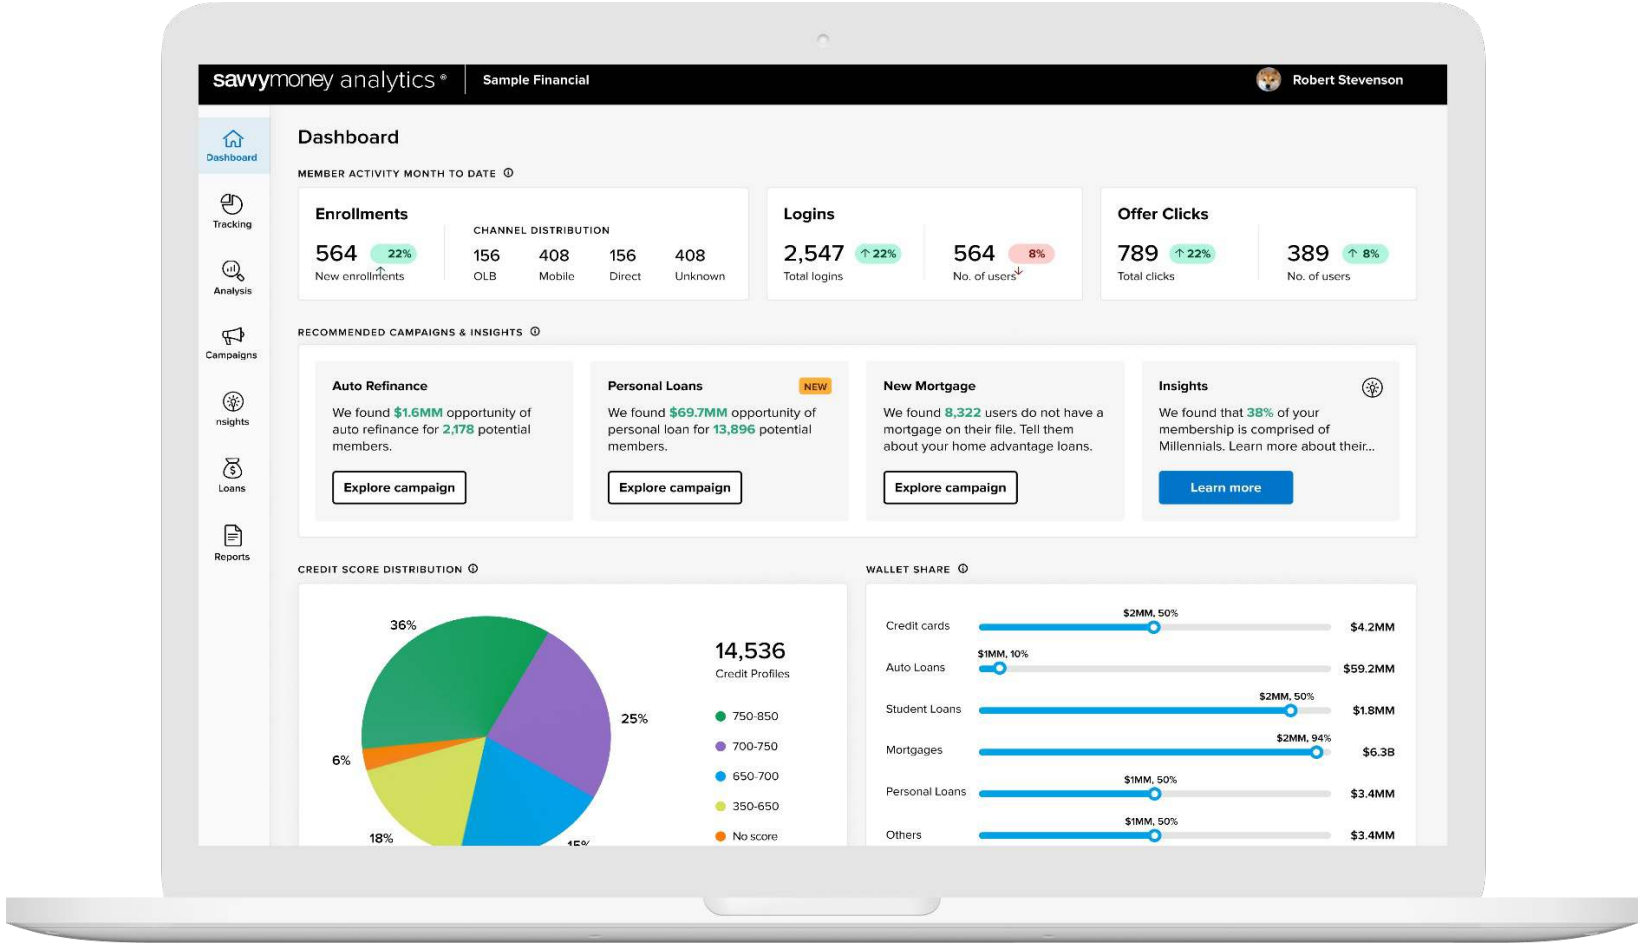 savvymoney analytics®
Sample Financial
Robert Stevenson
Dashboard
Tracking
Analysis
Campaigns
nsights
Loans
Reports
Dashboard
MEMBER ACTIVITY MONTH TO DATE
Enrollments
564 22%
New enrollments
CHANNEL DISTRIBUTION
156 408 156 408
OLB Mobile Direct Unknown
Logins
2,547 ↑ 22% 564 8%
Total logins No. of users
Offer Clicks
789 ↑ 22% 389 ↑ 8%
Total clicks No. of users
RECOMMENDED CAMPAIGNS & INSIGHTS
Auto Refinance
We found $1.6MM opportunity of
auto refinance for 2,178 potential
members.
Explore campaign
Personal Loans NEW
We found $69.7MM opportunity of
personal loan for 13,896 potential
members.
Explore campaign
New Mortgage
We found 8,322 users do not have a
mortgage on their file. Tell them
about your home advantage loans.
Explore campaign
Insights
We found that 38% of your
membership is comprised of
Millennials. Learn more about their...
Learn more
CREDIT SCORE DISTRIBUTION
36%
25%
6%
18%
15%
14,536
Credit Profiles
750-850
700-750
650-700
350-650
No score
WALLET SHARE
$2MM, 50%
Credit cards $4.2MM
$1MM, 10%
Auto Loans $59.2MM
$2MM, 50%
Student Loans $1.8MM
$2MM, 94%
Mortgages $6.3B
$1MM, 50%
Personal Loans $3.4MM
$1MM, 50%
Others $3.4MM